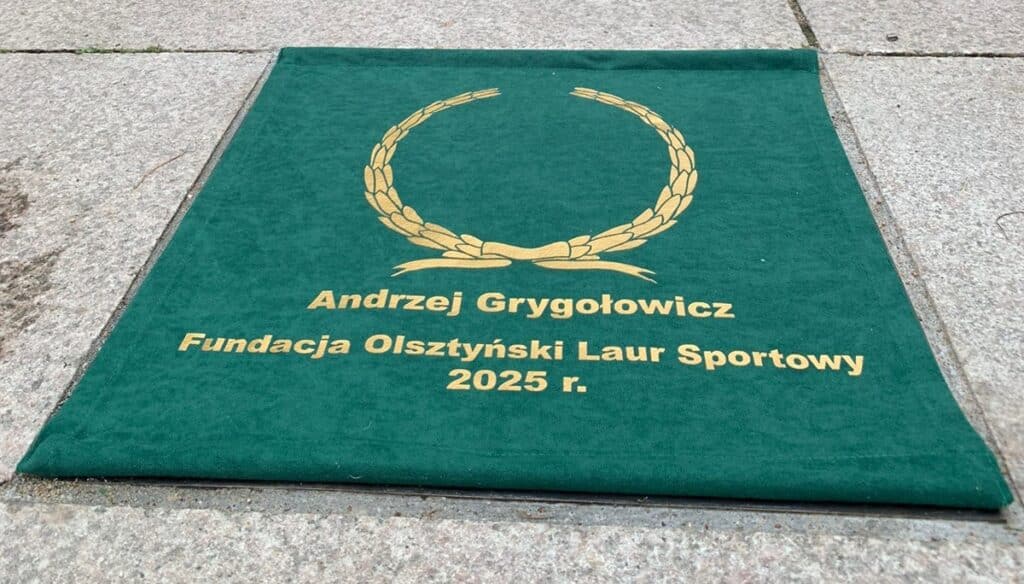 Andrzej Grygołowicz
Fundacja Olsztyński Laur Sportowy
2025 r.